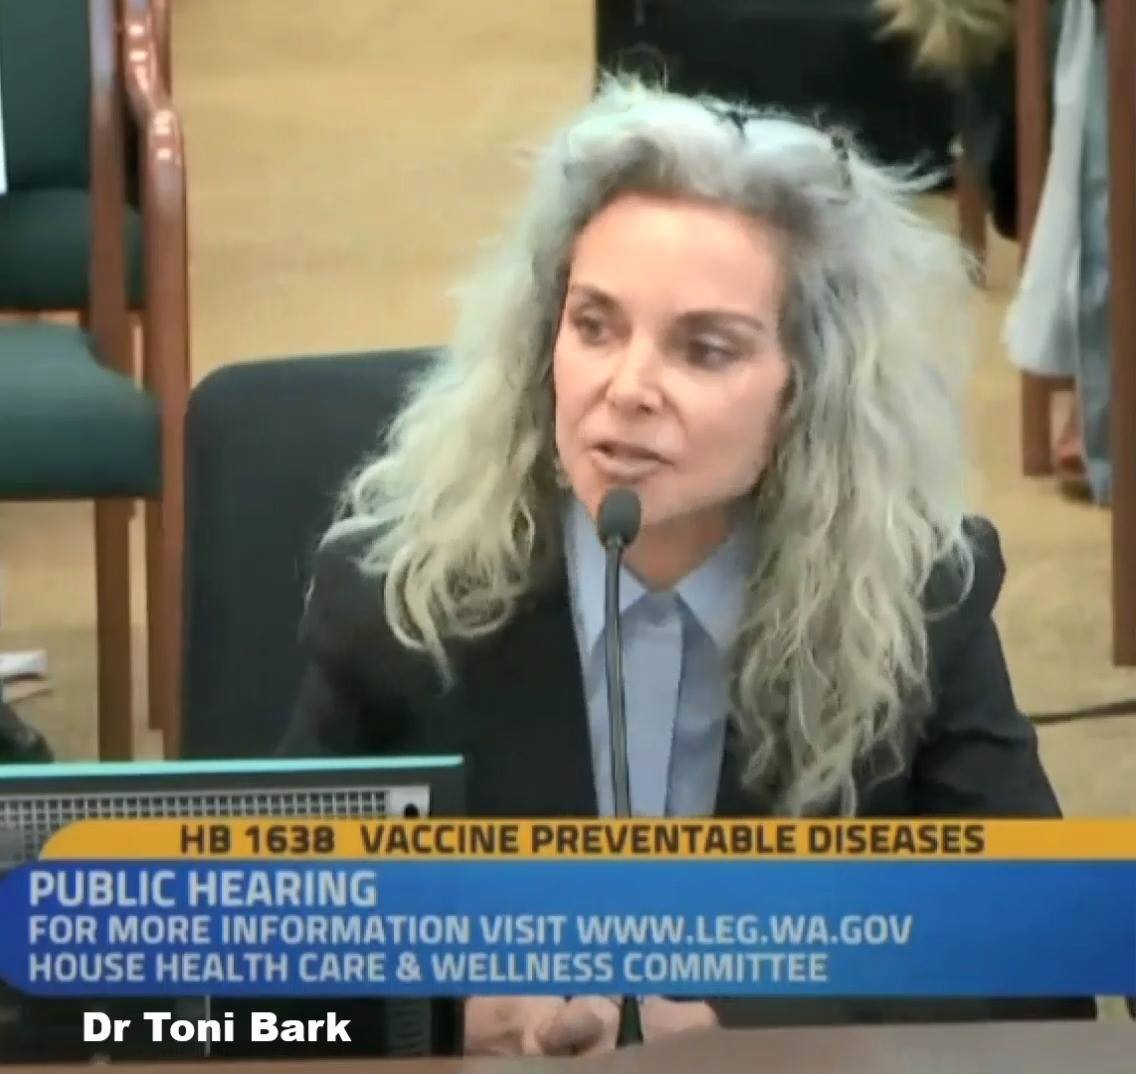 HB 1638 VACCINE PREVENTABLE DISEASES
PUBLIC HEARING
FOR MORE INFORMATION VISIT WWW.LEG.WA.GOV
HOUSE HEALTH CARE & WELLNESS COMMITTEE
Dr Toni Bark